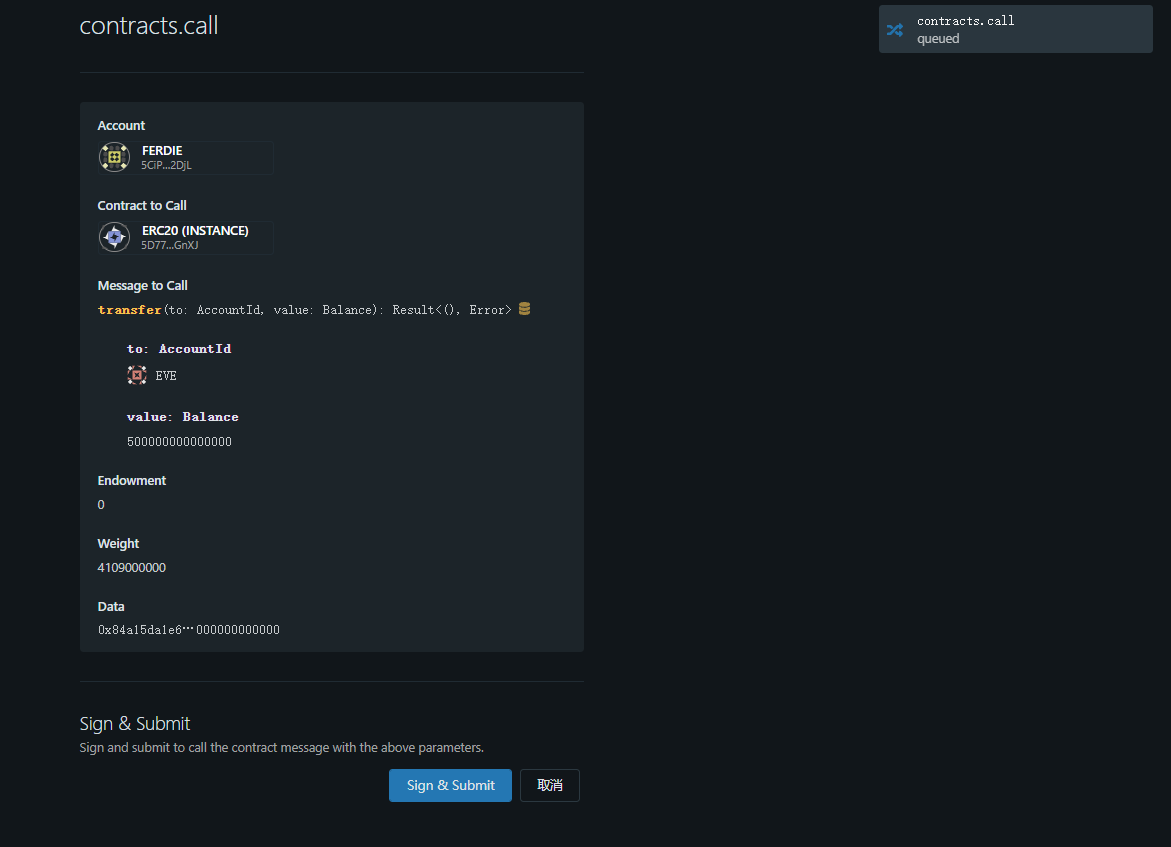 contracts.call
contracts.call
queued
Account
FERDIE
5CiP...2DjL
Contract to Call
ERC20 (INSTANCE)
5D77...GnXJ
Message to Call
transfer(to: AccountId, value: Balance): Result<(), Error>
to: AccountId
EVE
value: Balance
500000000000000
Endowment
0
Weight
4109000000
Data
0x84a15da1e6…000000000000
Sign & Submit
Sign and submit to call the contract message with the above parameters.
Sign & Submit
取消